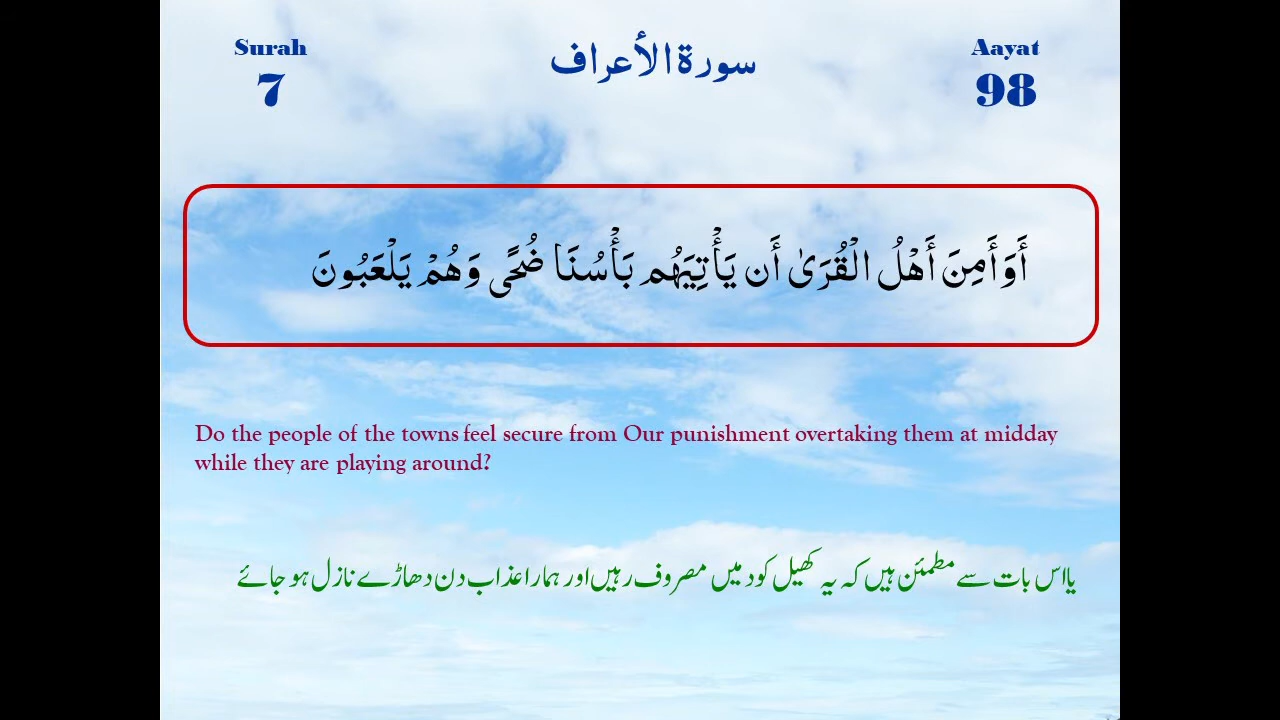 Surah
7
سورة الأعراف
Aayat
98
أَوَأَمِنَ أَهْلُ الْقُرَىٰ أَن يَأْتِيَهُم بَأْسُنَا ضُحًى وَهُمْ يَلْعَبُونَ
Do the people of the towns feel secure from Our punishment overtaking them at midday
while they are playing around?
یا اس بات سے مطمئن ہیں کہ یہ کھیل کود میں مصروف رہیں اور ہمارا عذاب دن دھاڑے نازل ہو جائے